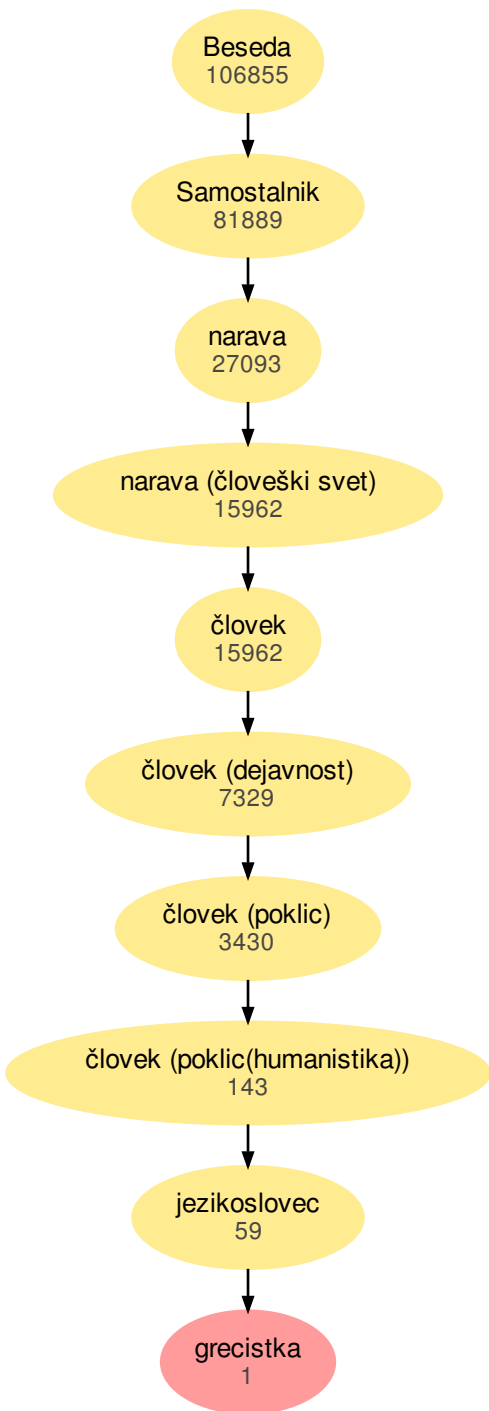 Beseda
106855
Samostalnik
81889
narava
27093
narava (človeški svet)
15962
človek
15962
človek (dejavnost)
7329
človek (poklic)
3430
človek (poklic(humanistika))
143
jezikoslovec
59
grecistka
1